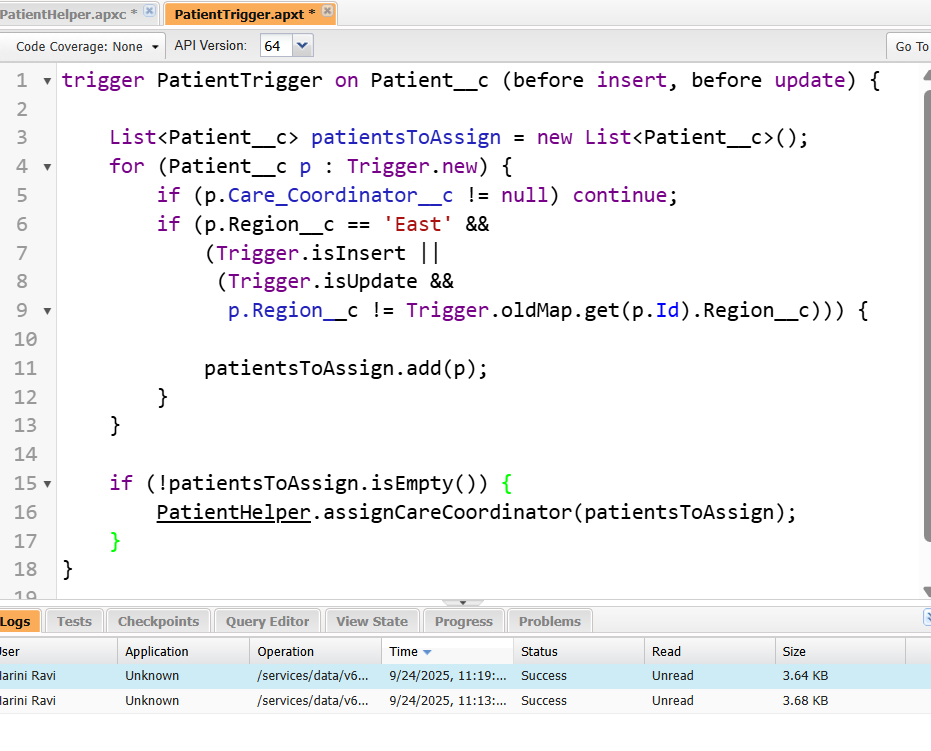 PatientHelper.apxc * PatientTrigger.apxt *
Code Coverage: None API Version: 64 Go To
1 trigger PatientTrigger on Patient__c (before insert, before update) {
2
3 List<Patient__c> patientsToAssign = new List<Patient__c>();
4 for (Patient__c p : Trigger.new) {
5 if (p.Care_Coordinator__c != null) continue;
6 if (p.Region__c == 'East' &&
7 (Trigger.isInsert ||
8 (Trigger.isUpdate &&
9 p.Region__c != Trigger.oldMap.get(p.Id).Region__c))) {
10
11 patientsToAssign.add(p);
12 }
13 }
14
15 if (!patientsToAssign.isEmpty()) {
16 PatientHelper.assignCareCoordinator(patientsToAssign);
17 }
18 }
19
Logs Tests Checkpoints Query Editor View State Progress Problems
User Application Operation Time Status Read Size
Harini Ravi Unknown /services/data/v6... 9/24/2025, 11:19:... Success Unread 3.64 KB
Harini Ravi Unknown /services/data/v6... 9/24/2025, 11:13:... Success Unread 3.68 KB